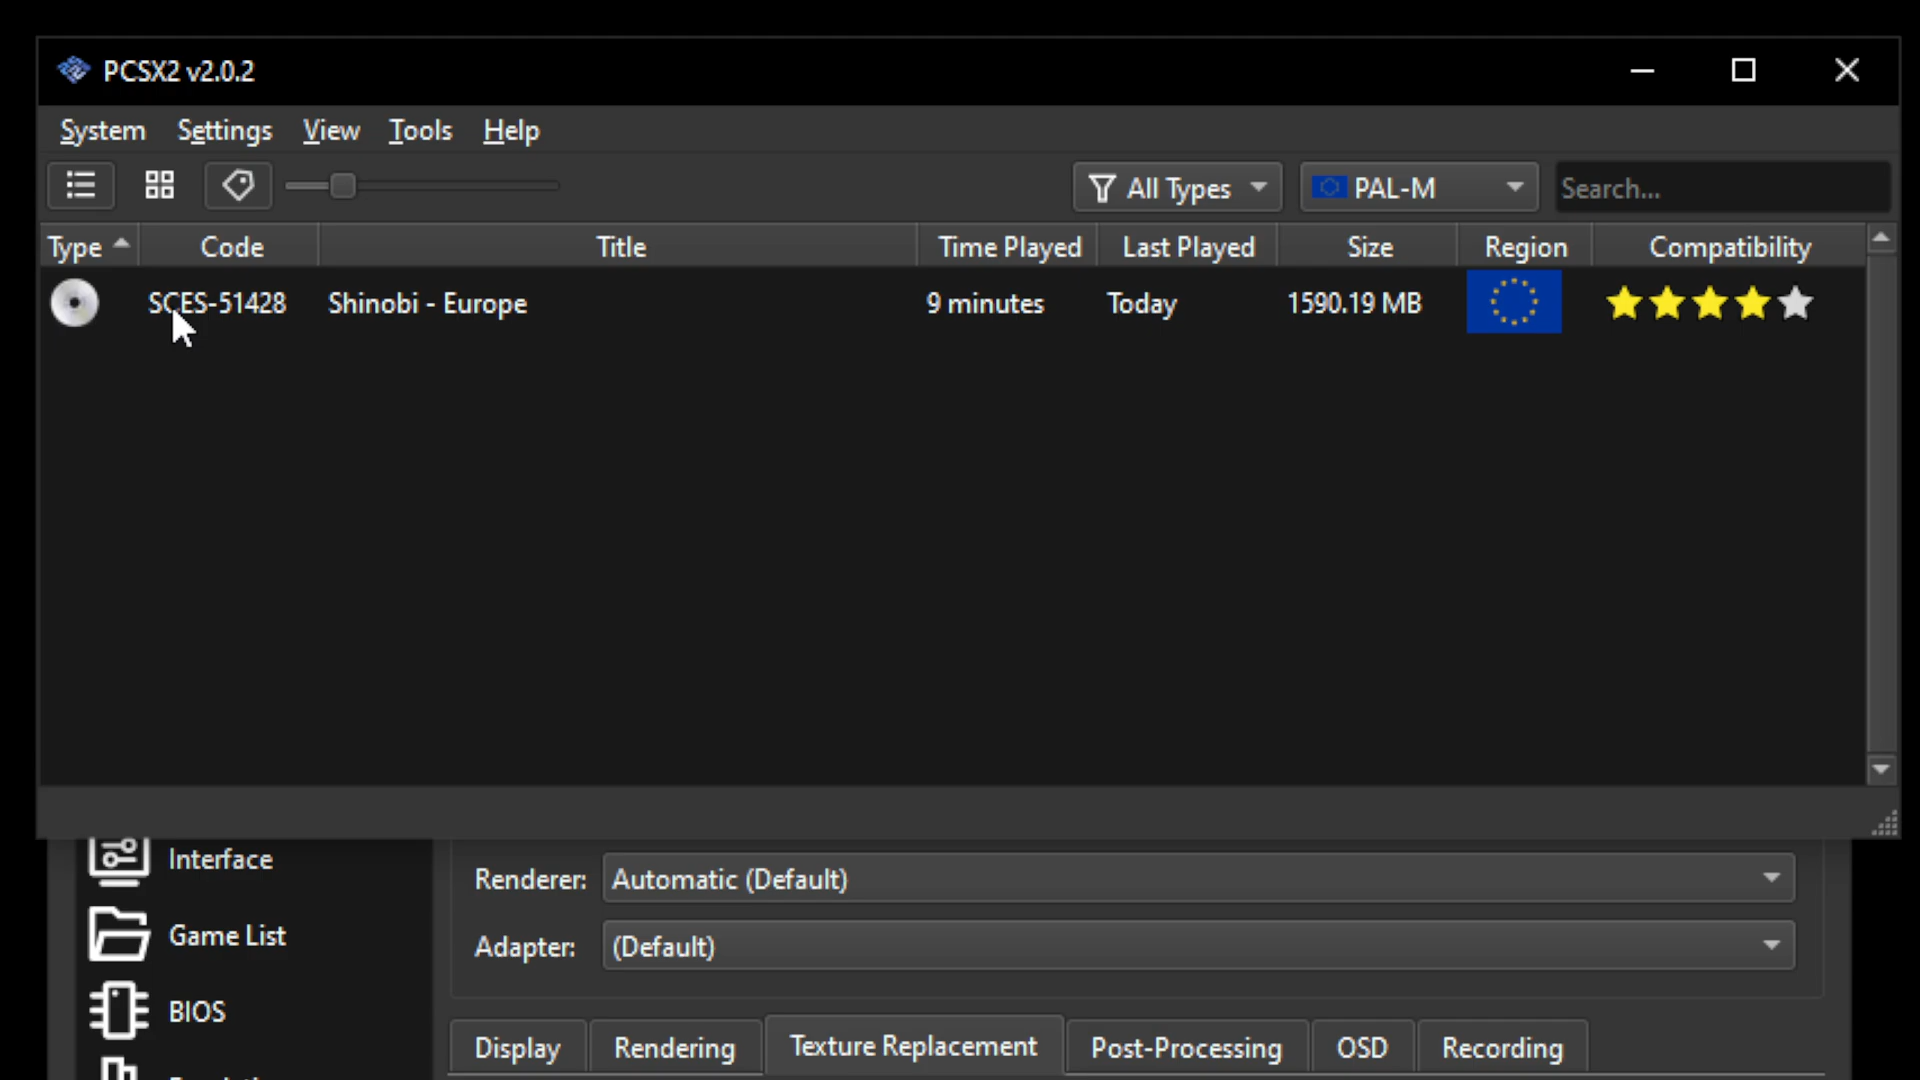 PCSX2 v2.0.2
System Settings View Tools Help
All Types PAL-M Search...
Type Code Title Time Played Last Played Size Region Compatibility
SCES-51428 Shinobi - Europe 9 minutes Today 1590.19 MB
Interface
Renderer: Automatic (Default)
Game List
Adapter: (Default)
BIOS
Display Rendering Texture Replacement Post-Processing OSD Recording